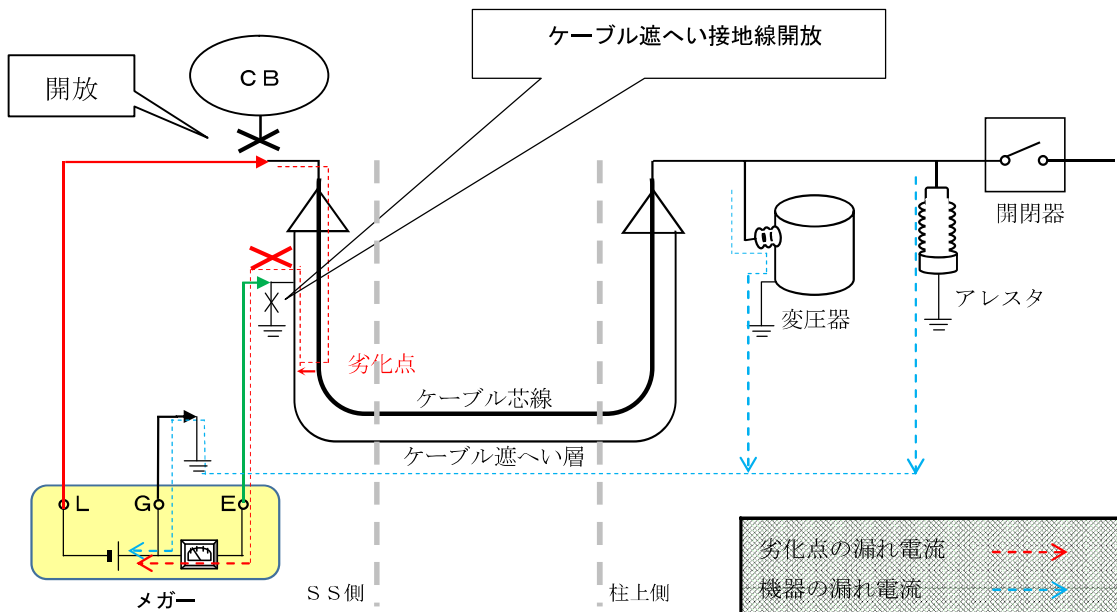 ケーブル遮へい接地線開放
CB
開放
開閉器
アレスタ
変圧器
劣化点
ケーブル芯線
ケーブル遮へい層
L
G
E
メガー
SS側
柱上側
劣化点の漏れ電流
機器の漏れ電流